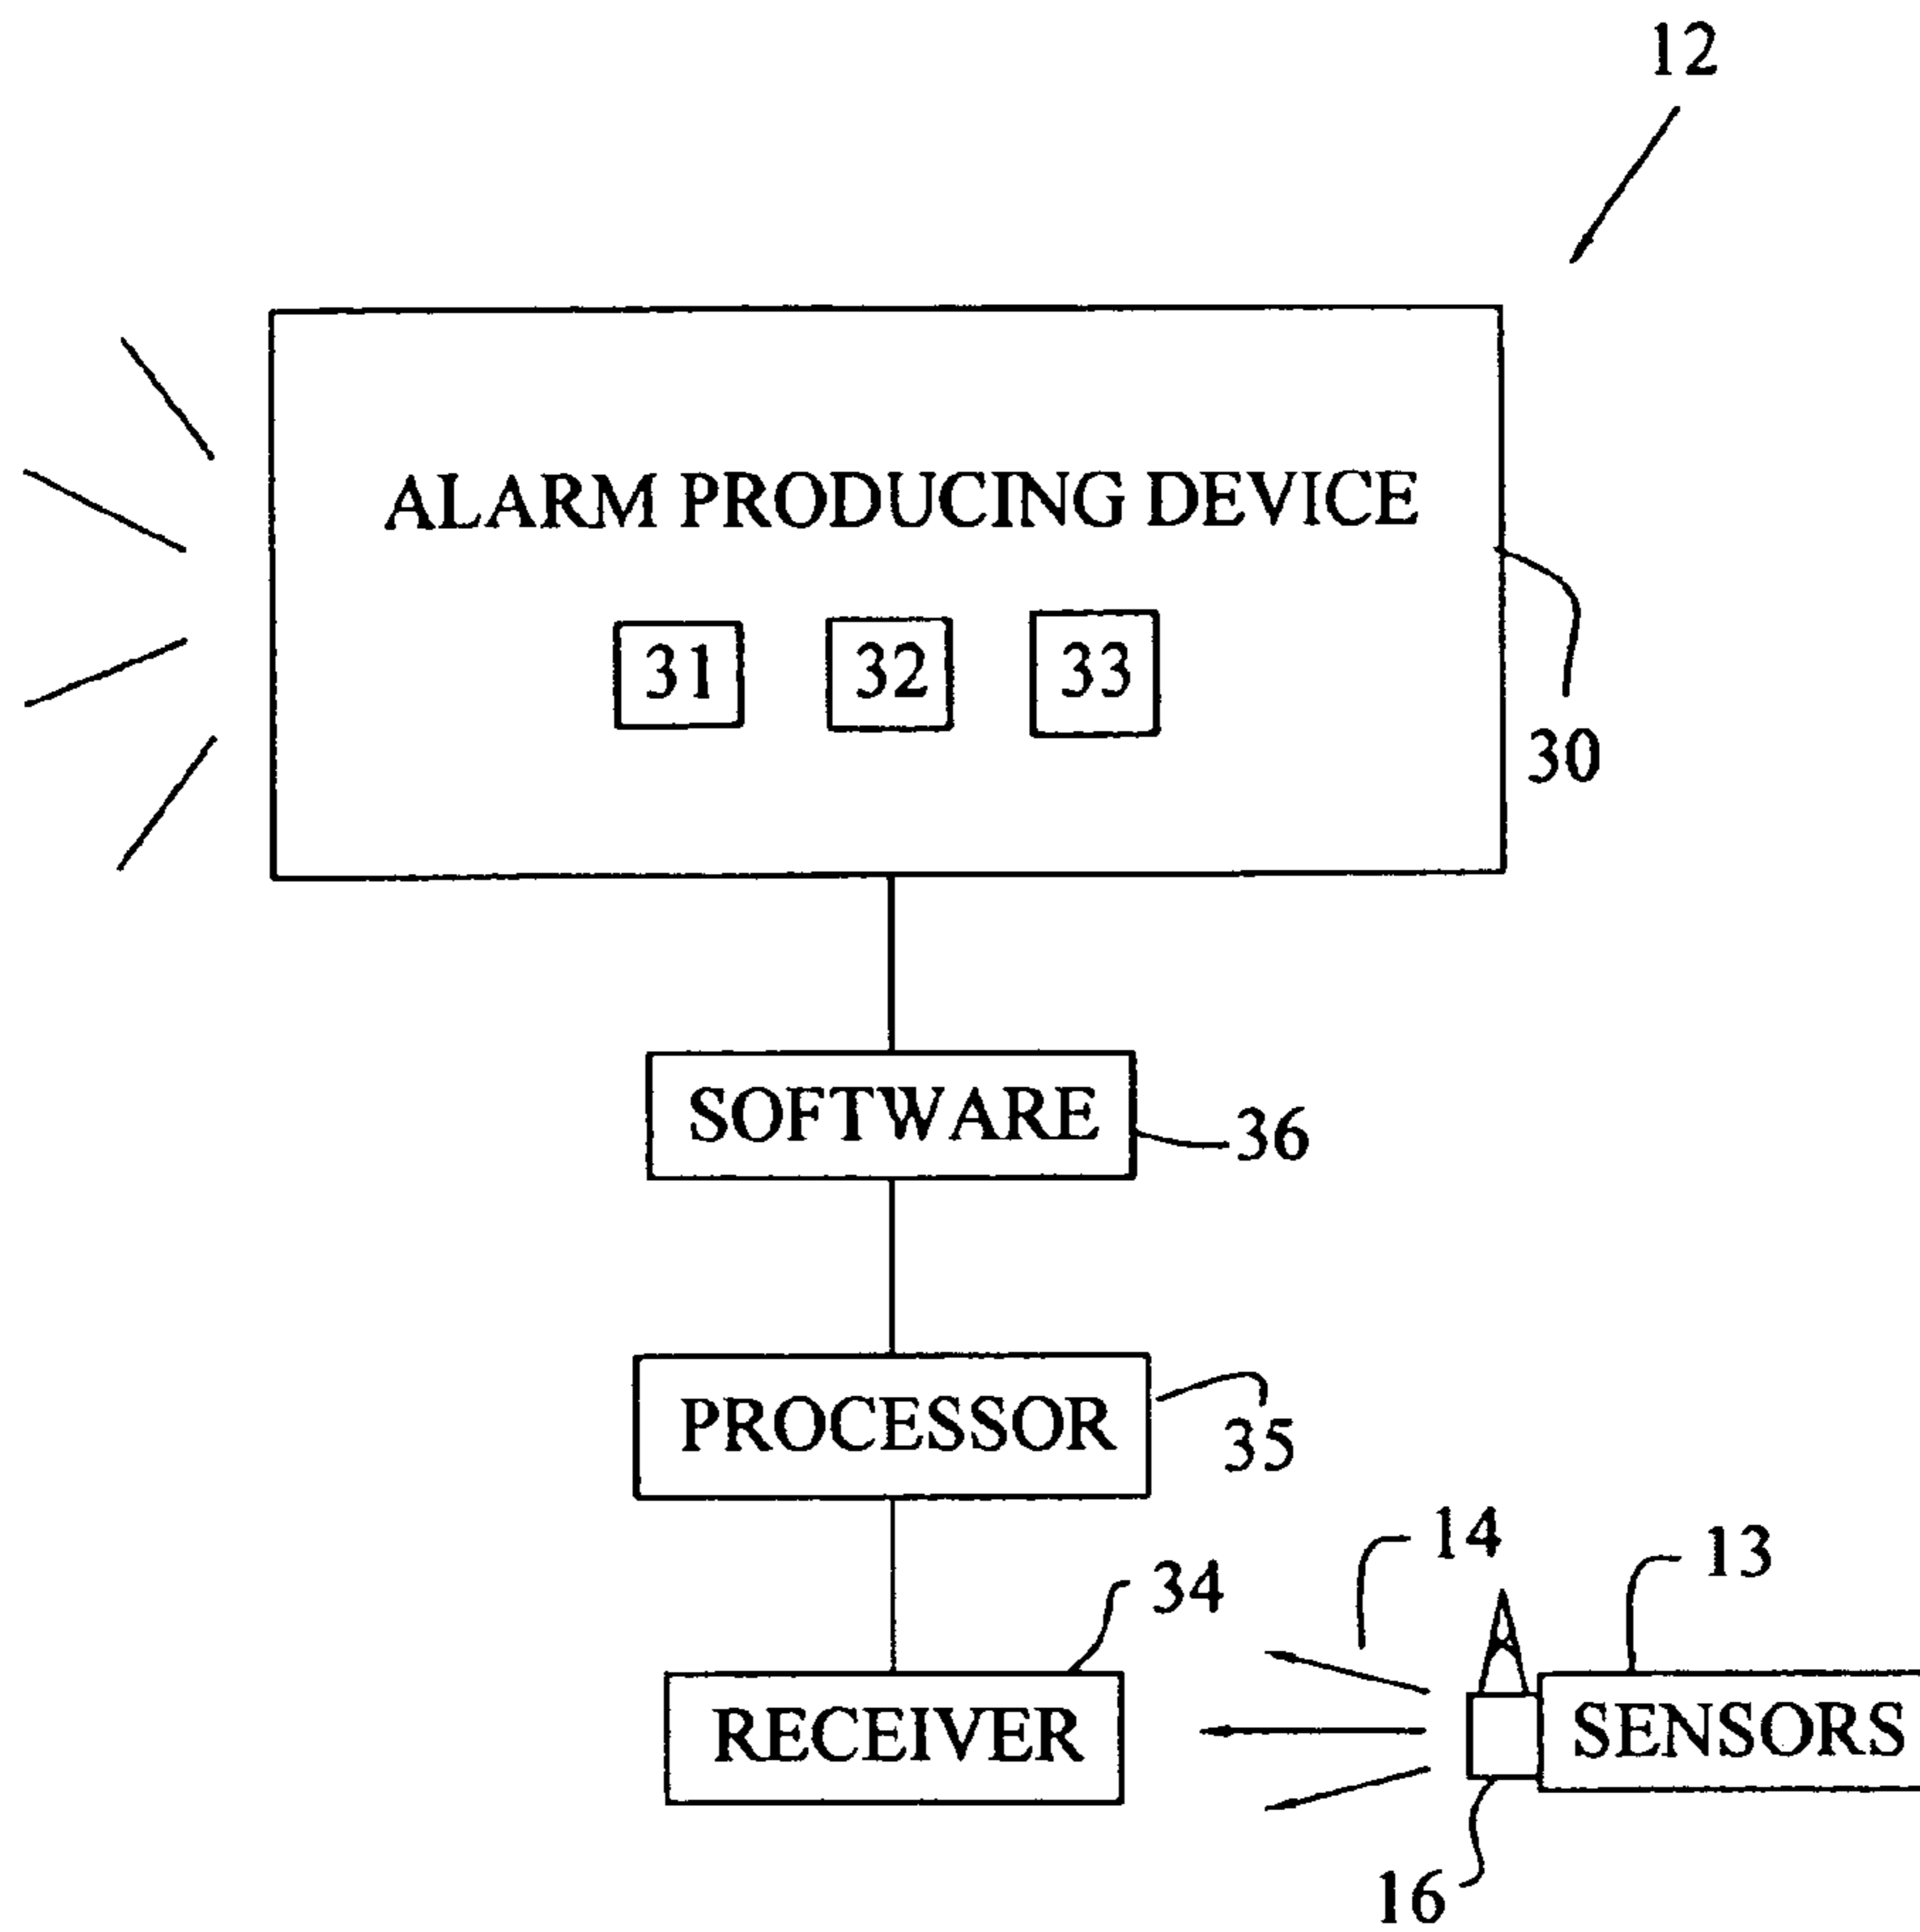 12
ALARM PRODUCING DEVICE
31 32 33
30
SOFTWARE
36
PROCESSOR
35
14
13
34
RECEIVER
SENSORS
16